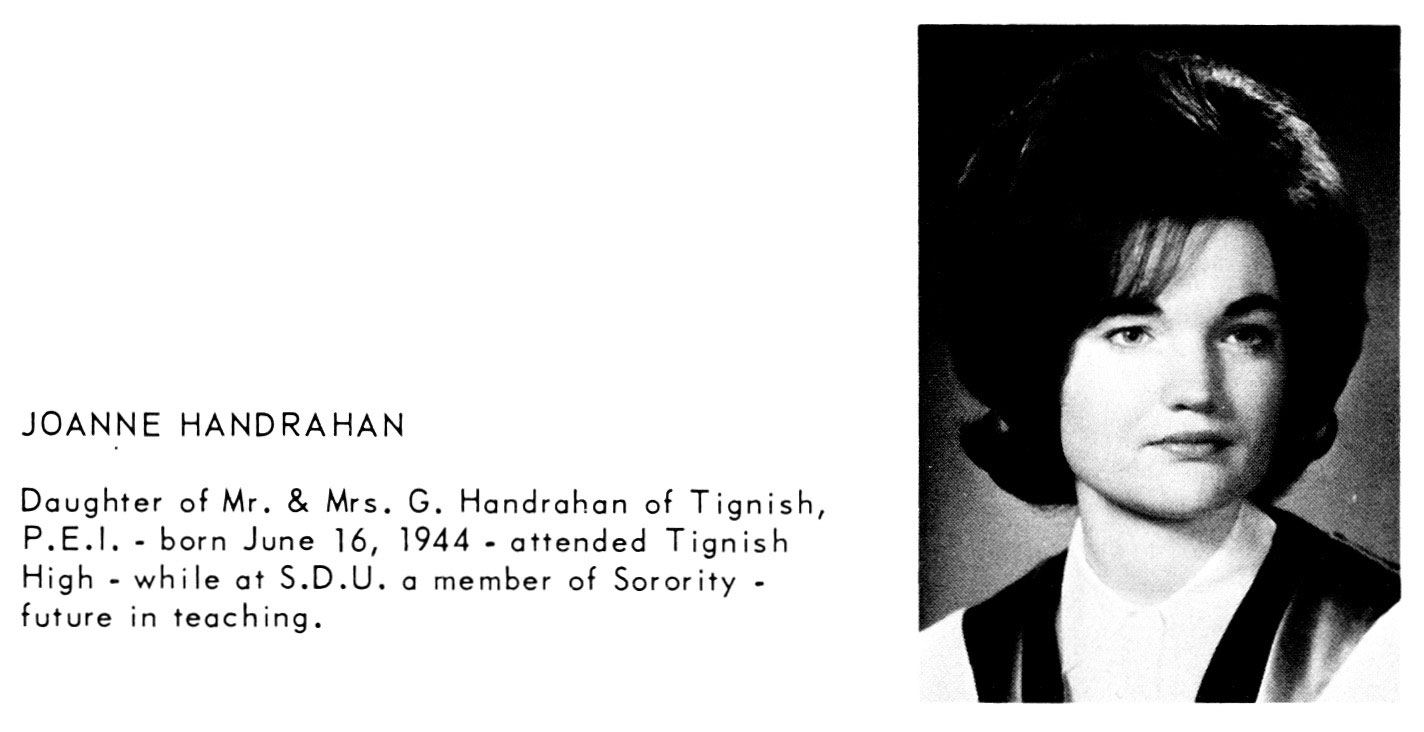 JOANNE HANDRAHAN
Daughter of Mr. & Mrs. G. Handrahan of Tignish,
P.E.I. - born June 16, 1944 - attended Tignish
High - while at S.D.U. a member of Sorority -
future in teaching.